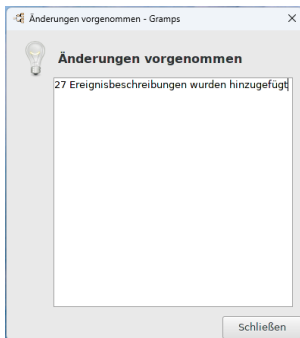 Änderungen vorgenommen - Gramps
Änderungen vorgenommen
27 Ereignisbeschreibungen wurden hinzugefügt
Schließen